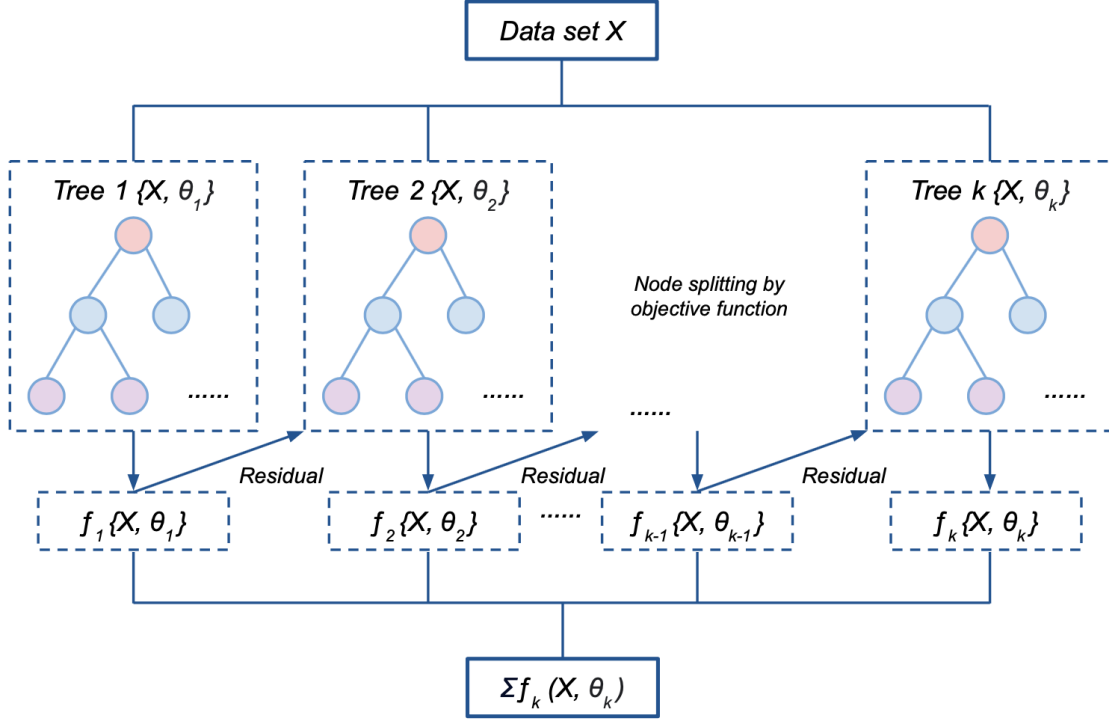 Data set X
Tree 1 {X, θ₁}
Tree 2 {X, θ₂}
Tree k {X, θₖ}
Node splitting by
objective function
......
......
......
......
Residual
Residual
Residual
f₁{X, θ₁}
f₂{X, θ₂}
......
fₖ₋₁{X, θₖ₋₁}
fₖ{X, θₖ}
Σfₖ(X, θₖ)